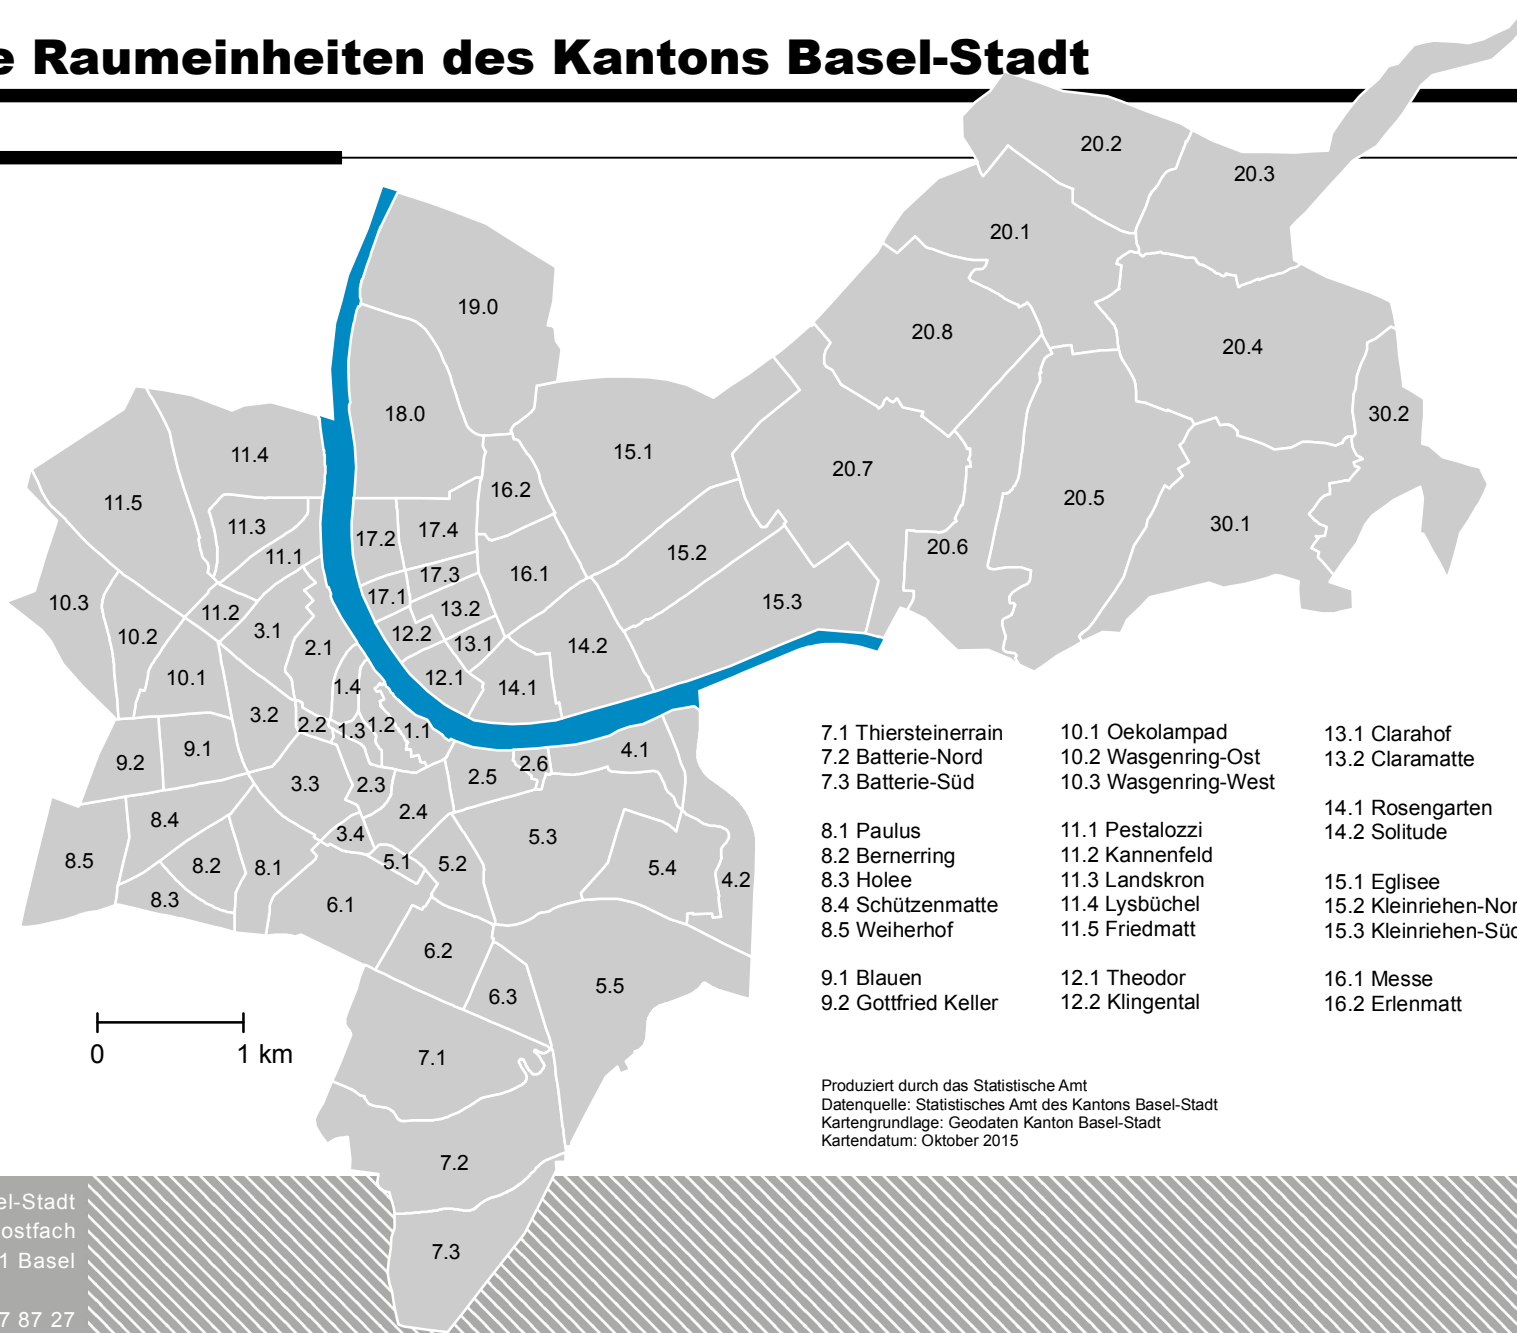 e Raumeinheiten des Kantons Basel-Stadt
20.2
20.3
20.1
19.0
20.8
20.4
18.0
30.2
15.1
11.4
20.7
16.2
11.5
20.5
30.1
11.3
17.2
17.4
20.6
15.2
11.1
17.3
16.1
17.1
15.3
10.3
13.2
11.2
3.1
12.2
10.2
13.1
2.1
14.2
10.1
12.1
1.4
14.1
3.2
2.2
1.3
1.2
1.1
9.1
4.1
9.2
2.6
2.5
3.3
2.3
2.4
8.4
3.4
5.3
8.5
8.2
8.1
5.1
5.2
5.4
4.2
8.3
6.1
6.2
5.5
6.3
7.1
7.2
7.3
0
1 km
7.1 Thiersteinerrain
7.2 Batterie-Nord
7.3 Batterie-Süd
8.1 Paulus
8.2 Bernerring
8.3 Holee
8.4 Schützenmatte
8.5 Weiherhof
9.1 Blauen
9.2 Gottfried Keller
10.1 Oekolampad
10.2 Wasgenring-Ost
10.3 Wasgenring-West
11.1 Pestalozzi
11.2 Kannenfeld
11.3 Landskron
11.4 Lysbüchel
11.5 Friedmatt
12.1 Theodor
12.2 Klingental
13.1 Clarahof
13.2 Claramatte
14.1 Rosengarten
14.2 Solitude
15.1 Eglisee
15.2 Kleinriehen-Nor
15.3 Kleinriehen-Süd
16.1 Messe
16.2 Erlenmatt
Produziert durch das Statistische Amt
Datenquelle: Statistisches Amt des Kantons Basel-Stadt
Kartengrundlage: Geodaten Kanton Basel-Stadt
Kartendatum: Oktober 2015
el-Stadt
ostfach
1 Basel
7 87 27